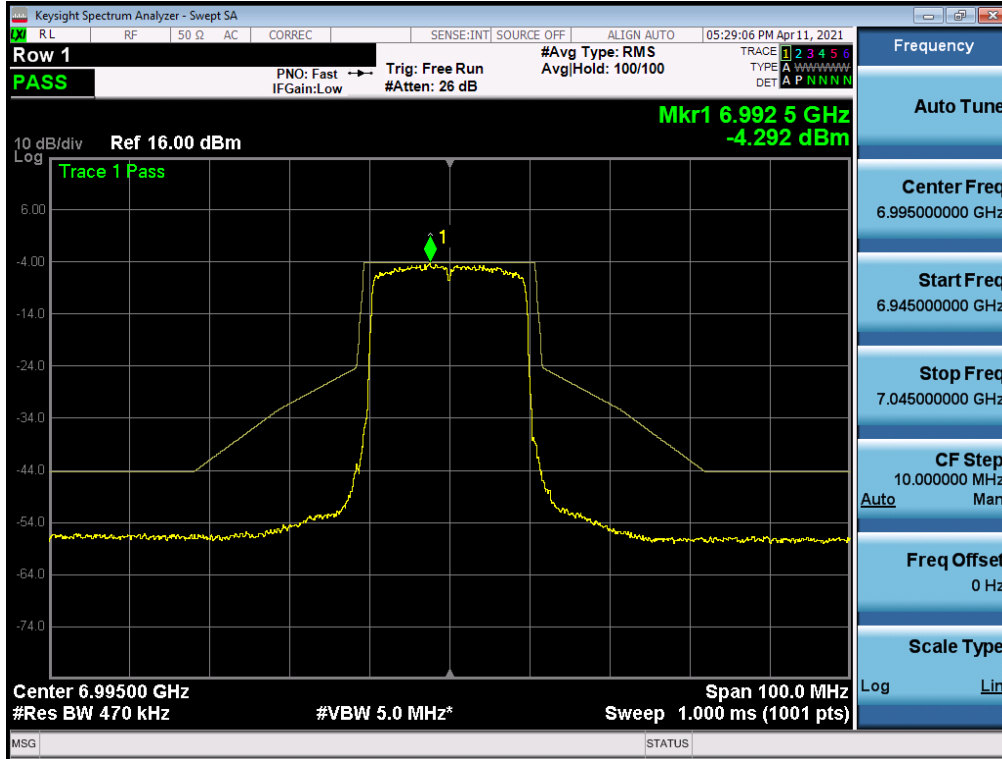 Keysight Spectrum Analyzer - Swept SA
LXI RL RF 50 Ω AC CORREC SENSE:INT SOURCE OFF ALIGN AUTO 05:29:06 PM Apr 11, 2021
Row 1
PASS
PNO: Fast
IFGain:Low
Trig: Free Run
#Atten: 26 dB
#Avg Type: RMS
Avg|Hold: 100/100
TRACE 1 2 3 4 5 6
TYPE A WWWWW
DET A P N N N N
Mkr1 6.992 5 GHz
-4.292 dBm
10 dB/div Ref 16.00 dBm
Log
Trace 1 Pass
1
6.00
-4.00
-14.0
-24.0
-34.0
-44.0
-54.0
-64.0
-74.0
Center 6.99500 GHz Span 100.0 MHz
#Res BW 470 kHz #VBW 5.0 MHz* Sweep 1.000 ms (1001 pts)
MSG STATUS
Frequency
Auto Tune
Center Freq
6.995000000 GHz
Start Freq
6.945000000 GHz
Stop Freq
7.045000000 GHz
CF Step
10.000000 MHz
Auto Man
Freq Offset
0 Hz
Scale Type
Log Lin